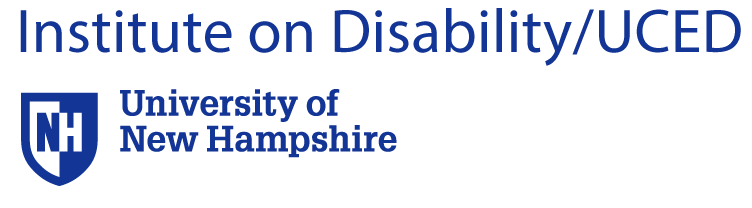 Institute on Disability/UCED
NH
University of
New Hampshire